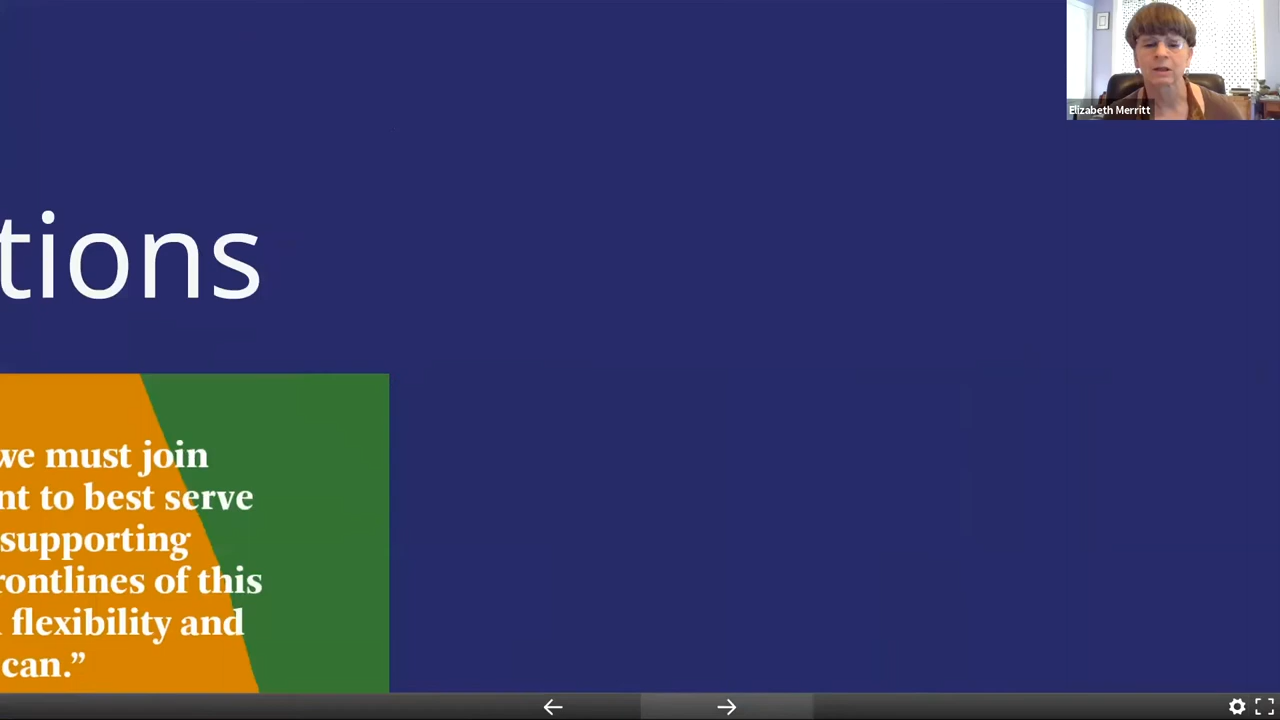 Elizabeth Merritt
tions
we must join
nt to best serve
supporting
rontlines of this
flexibility and
can.”